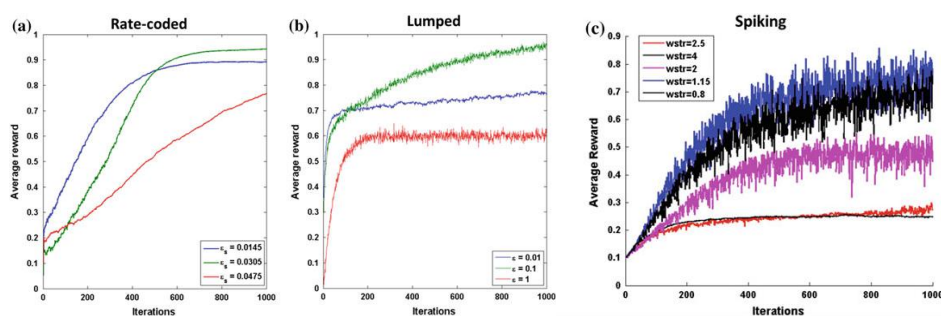 (a) Rate-coded
Average reward
1
0.9
0.8
0.7
0.6
0.5
0.4
0.3
0.2
0.1
0
0 200 400 600 800 1000
Iterations
εs = 0.0145
εs = 0.0305
εs = 0.0475
(b) Lumped
Average reward
1
0.9
0.8
0.7
0.6
0.5
0.4
0.3
0.2
0.1
0
0 200 400 600 800 1000
Iterations
ε = 0.01
ε = 0.1
ε = 1
(c) Spiking
Average Reward
0.9
0.8
0.7
0.6
0.5
0.4
0.3
0.2
0.1
0
0 200 400 600 800 1000
Iterations
wstr=2.5
wstr=4
wstr=2
wstr=1.15
wstr=0.8